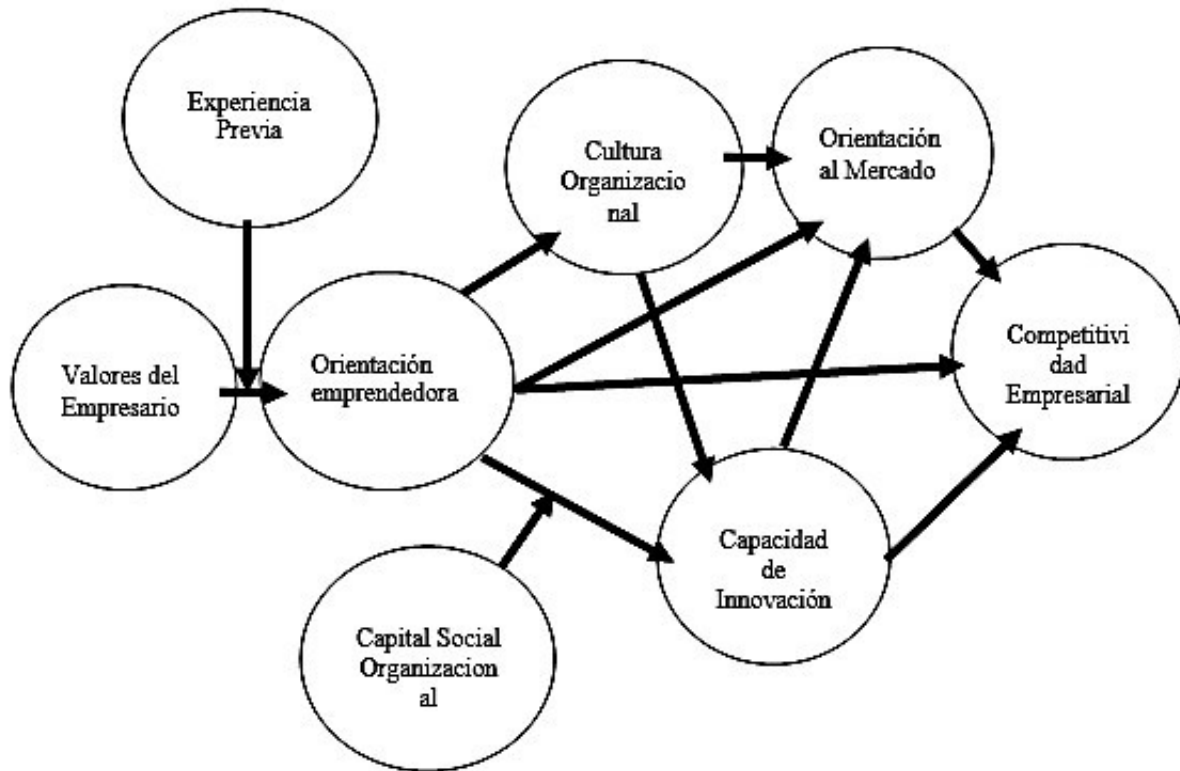 Experiencia
Previa
Cultura
Organizacio
nal
Orientación
al Mercado
Valores del
Empresario
Orientación
emprendedora
Competitivi
dad
Empresarial
Capacidad
de
Innovación
Capital Social
Organizacion
al